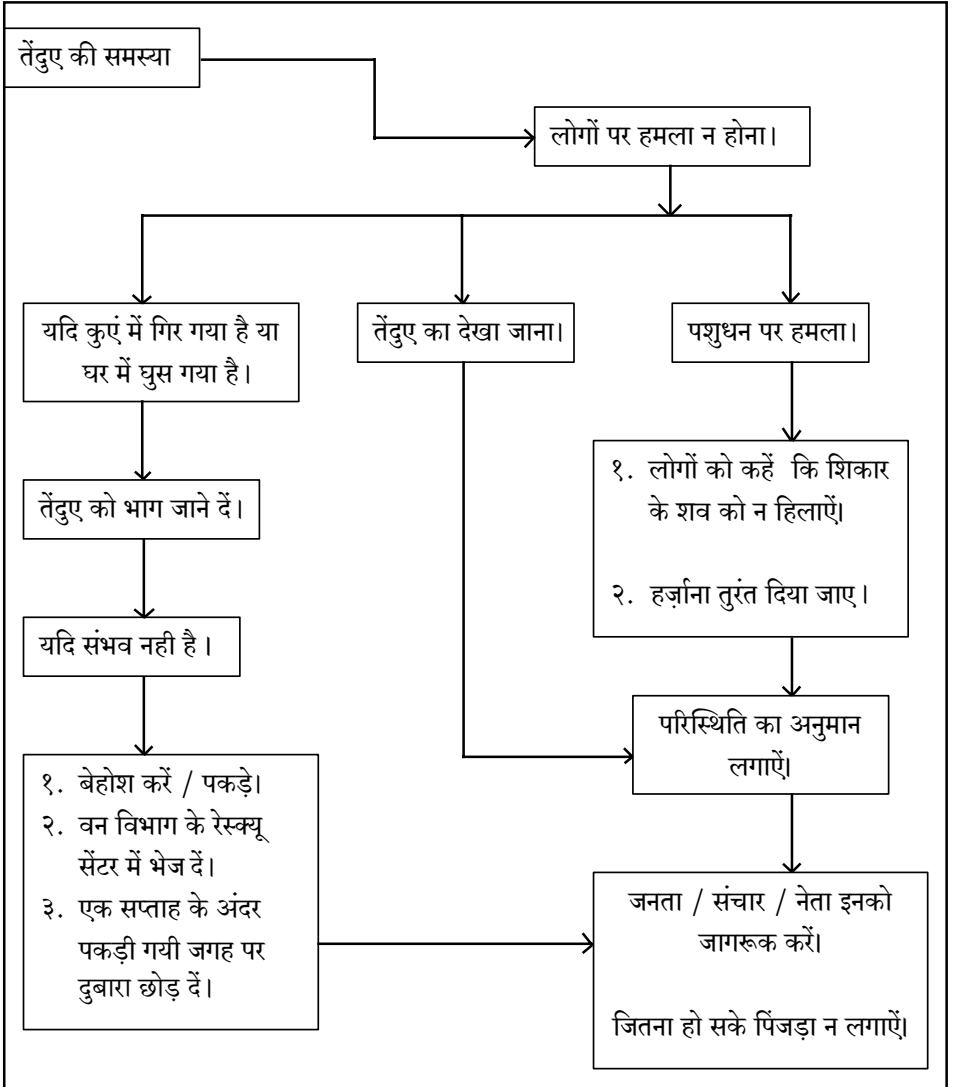 तेंदुए की समस्या
लोगों पर हमला न होना।
यदि कुएं में गिर गया है या
घर में घुस गया है।
तेंदुए का देखा जाना।
पशुधन पर हमला।
तेंदुए को भाग जाने दें।
१. लोगों को कहें कि शिकार
के शव को न हिलाऐं।
२. हर्ज़ाना तुरंत दिया जाए।
यदि संभव नही है।
परिस्थिति का अनुमान
लगाऐं।
१. बेहोश करें / पकड़े।
२. वन विभाग के रेस्क्यू
सेंटर में भेज दें।
३. एक सप्ताह के अंदर
पकड़ी गयी जगह पर
दुबारा छोड़ दें।
जनता / संचार / नेता इनको
जागरूक करें।
जितना हो सके पिंजड़ा न लगाऐं।